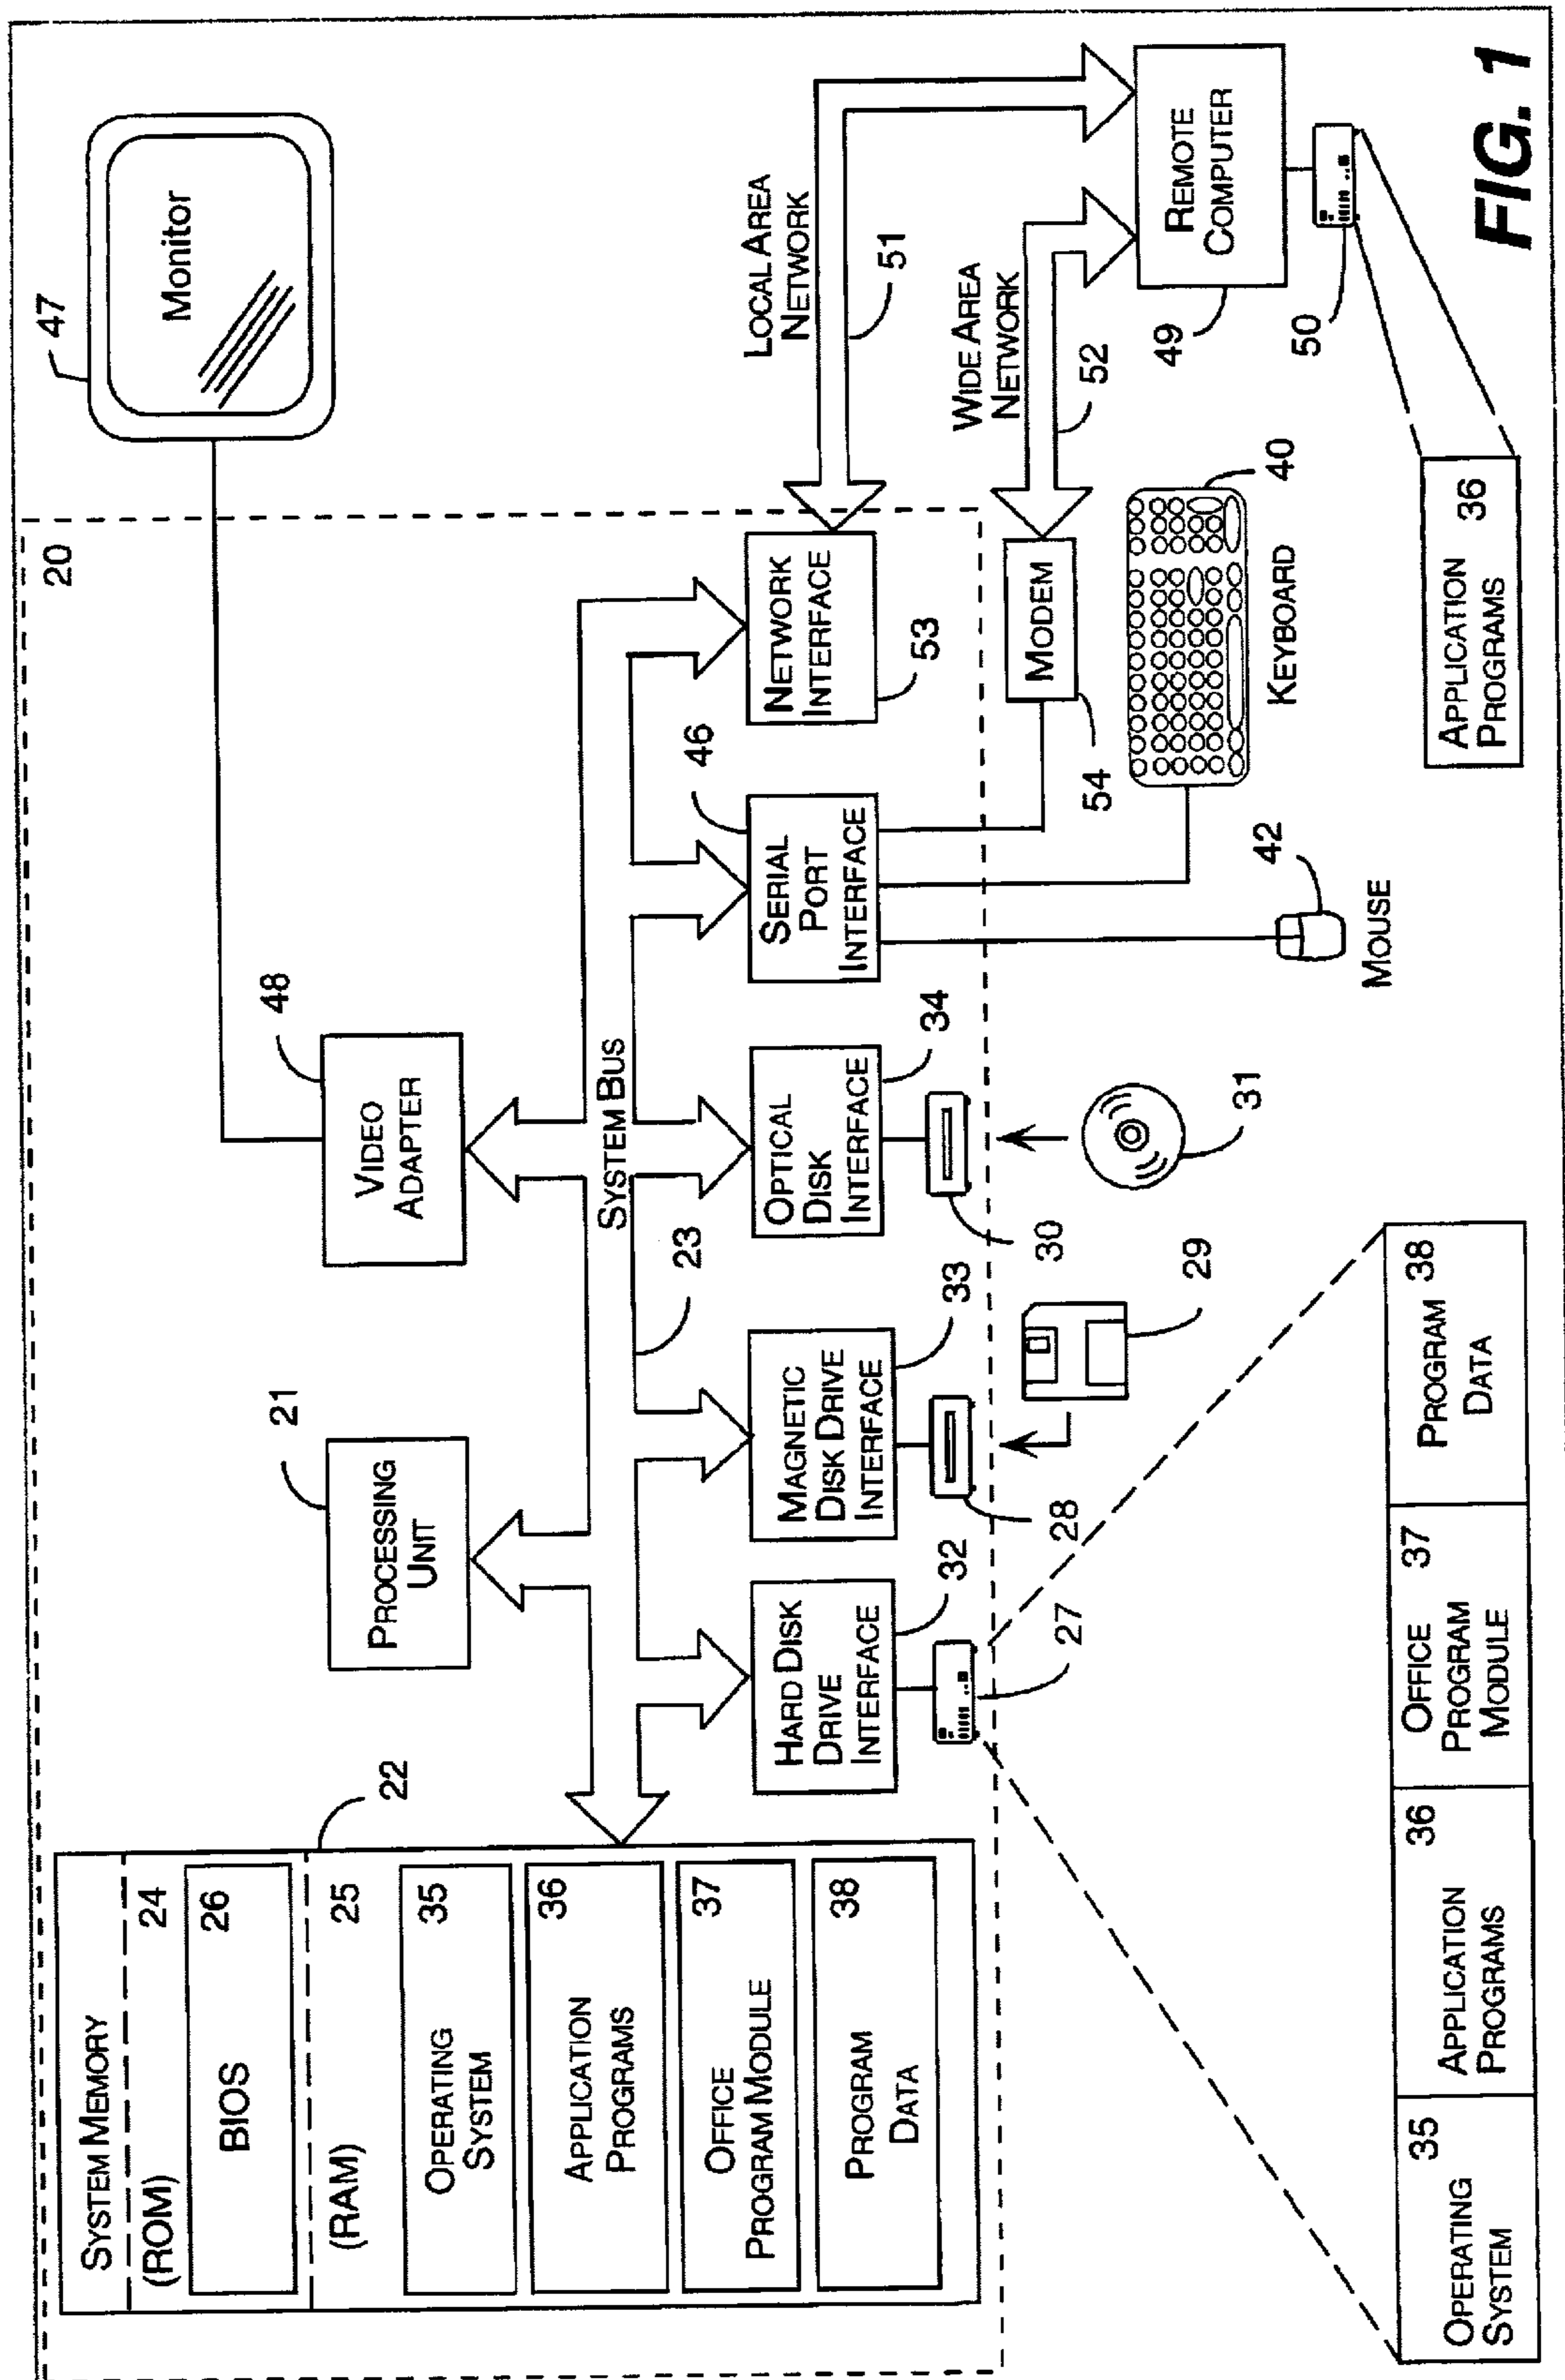 20
SYSTEM MEMORY
(ROM) 24
BIOS 26
(RAM) 25
OPERATING
SYSTEM
35
APPLICATION
PROGRAMS
36
OFFICE
PROGRAM MODULE
37
PROGRAM
DATA
38
22
PROCESSING
UNIT
21
VIDEO
ADAPTER
48
47
Monitor
SYSTEM BUS
23
HARD DISK
DRIVE
INTERFACE
32
MAGNETIC
DISK DRIVE
INTERFACE
33
OPTICAL
DISK
INTERFACE
34
SERIAL
PORT
INTERFACE
46
NETWORK
INTERFACE
53
LOCAL AREA
NETWORK
51
27
28
29
30
31
MODEM
54
WIDE AREA
NETWORK
52
REMOTE
COMPUTER
49
50
40
KEYBOARD
42
MOUSE
OPERATING
SYSTEM
35
APPLICATION
PROGRAMS
36
OFFICE
PROGRAM
MODULE
37
PROGRAM
DATA
38
APPLICATION
PROGRAMS
36
FIG. 1